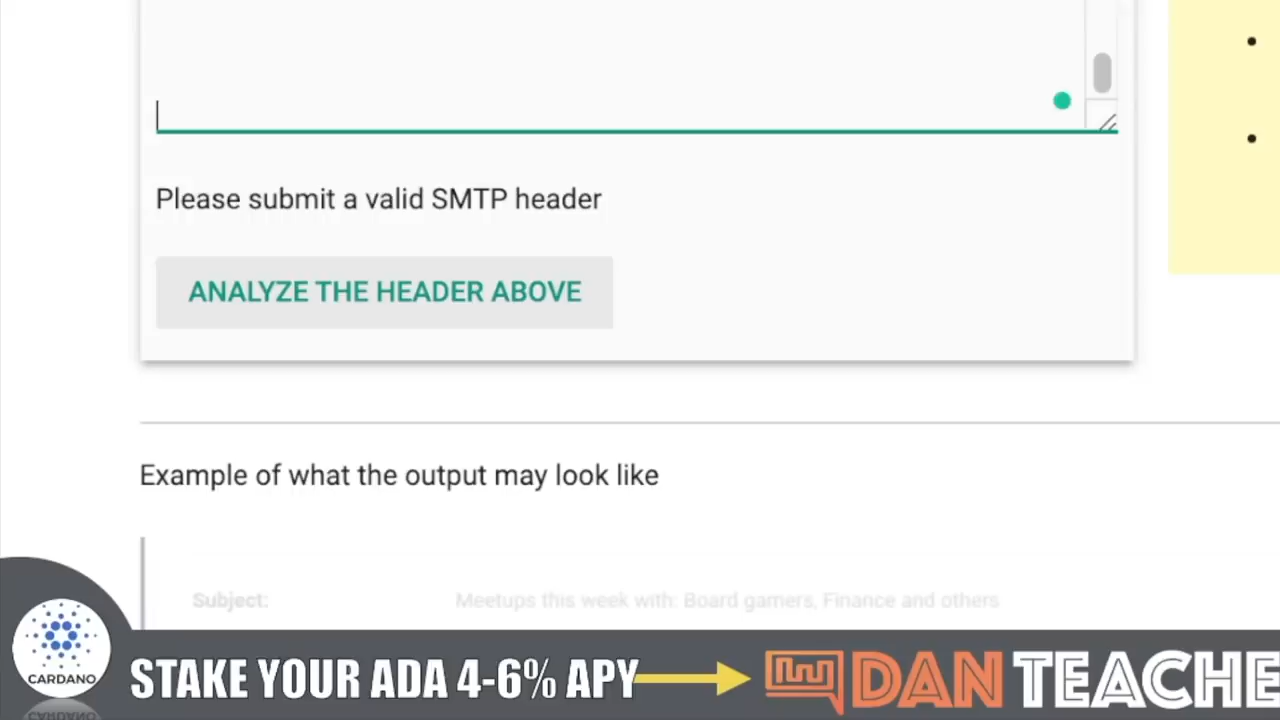 Please submit a valid SMTP header
ANALYZE THE HEADER ABOVE
Example of what the output may look like
Subject: Meetups this week with: Board gamers, Finance and others
CARDANO
STAKE YOUR ADA 4-6% APY
DAN TEACHE